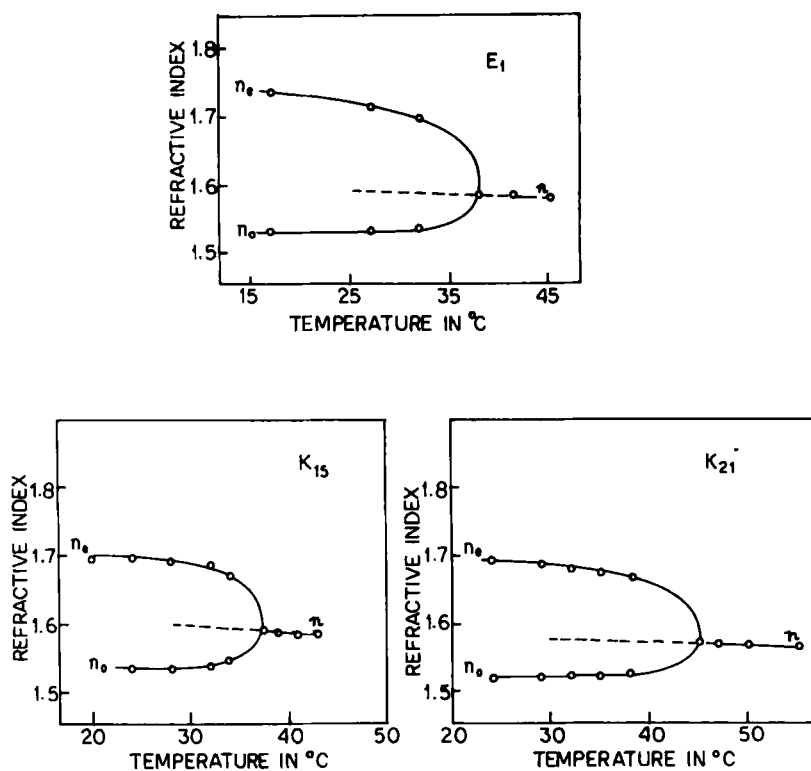 E1
REFRACTIVE INDEX
1.8
1.7
1.6
1.5
ne
no
n
15 25 35 45
TEMPERATURE IN °C
K15
REFRACTIVE INDEX
1.8
1.7
1.6
1.5
ne
no
n
20 30 40 50
TEMPERATURE IN °C
K21
REFRACTIVE INDEX
1.8
1.7
1.6
1.5
ne
no
n
20 30 40 50
TEMPERATURE IN °C